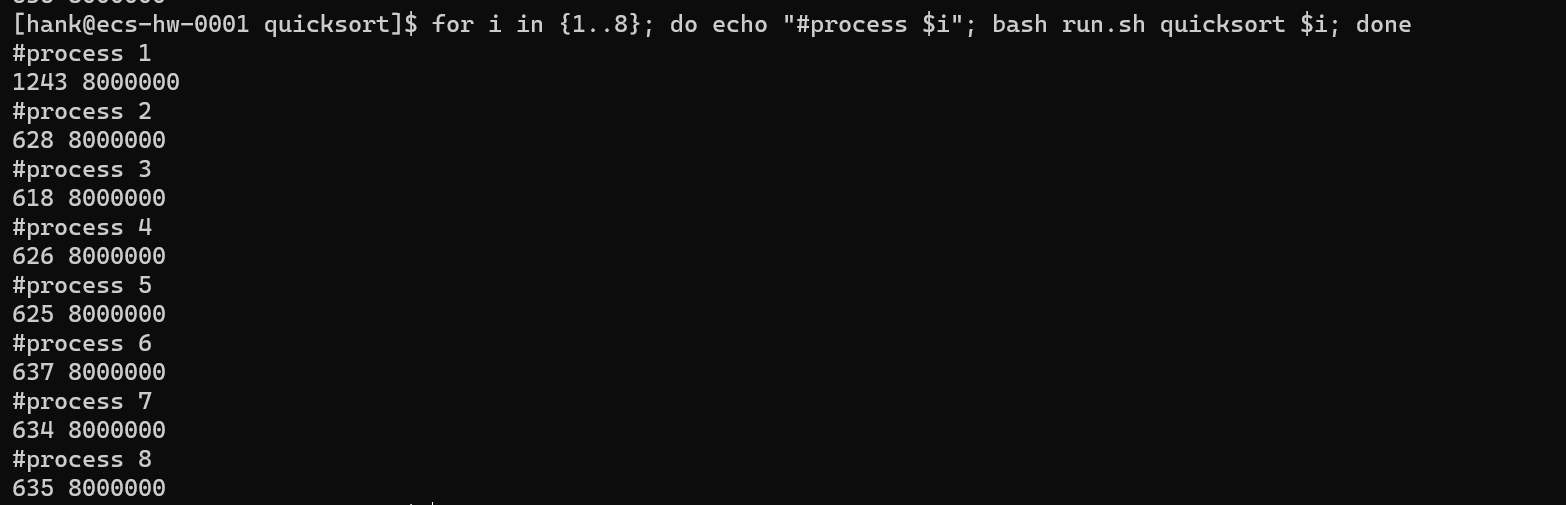 [hank@ecs-hw-0001 quicksort]$ for i in {1..8}; do echo "#process $i"; bash run.sh quicksort $i; done
#process 1
1243 8000000
#process 2
628 8000000
#process 3
618 8000000
#process 4
626 8000000
#process 5
625 8000000
#process 6
637 8000000
#process 7
634 8000000
#process 8
635 8000000